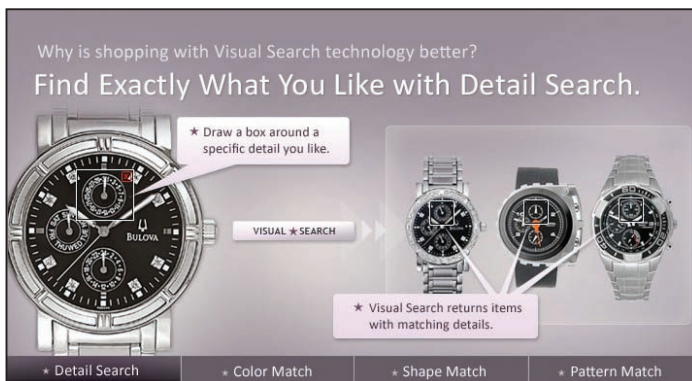 Why is shopping with Visual Search technology better?
Find Exactly What You Like with Detail Search.
★ Draw a box around a
specific detail you like.
BULOVA
VISUAL ★ SEARCH
★ Visual Search returns items
with matching details.
★ Detail Search
★ Color Match
★ Shape Match
★ Pattern Match